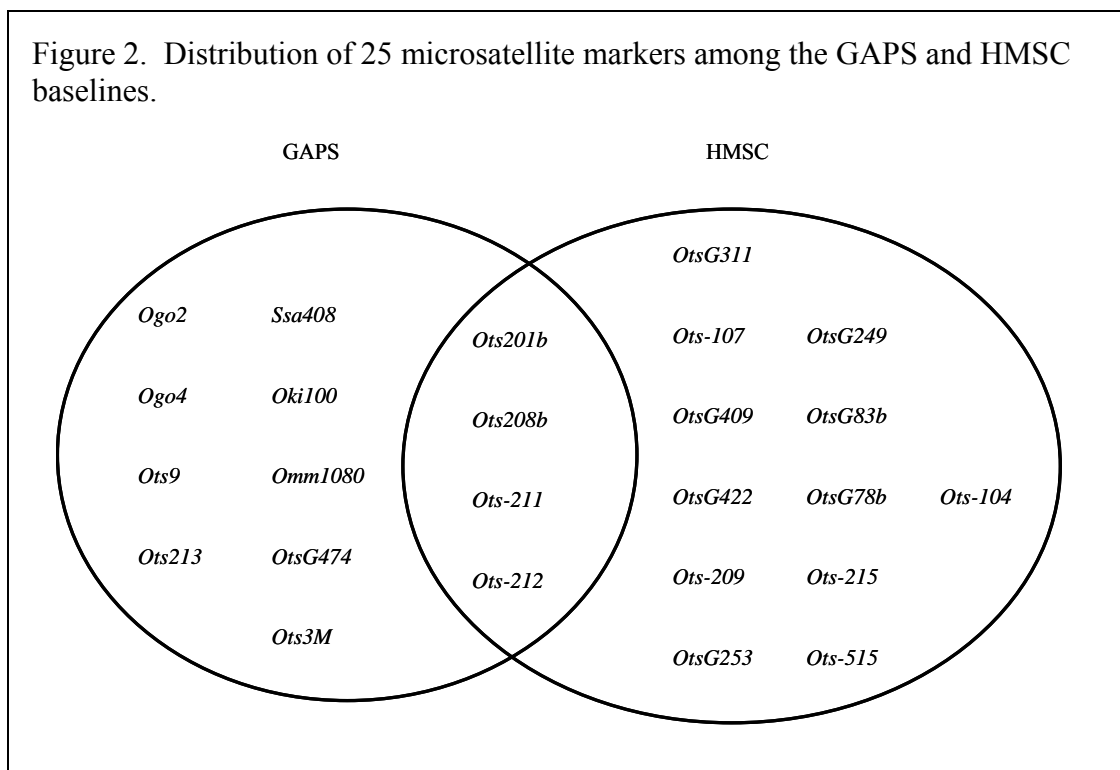 Figure 2. Distribution of 25 microsatellite markers among the GAPS and HMSC
baselines.
GAPS HMSC
OtsG311
Ogo2 Ssa408
Ots201b Ots-107 OtsG249
Ogo4 Oki100
Ots208b OtsG409 OtsG83b
Ots9 Omm1080
Ots-211 OtsG422 OtsG78b Ots-104
Ots213 OtsG474
Ots-212 Ots-209 Ots-215
Ots3M
OtsG253 Ots-515